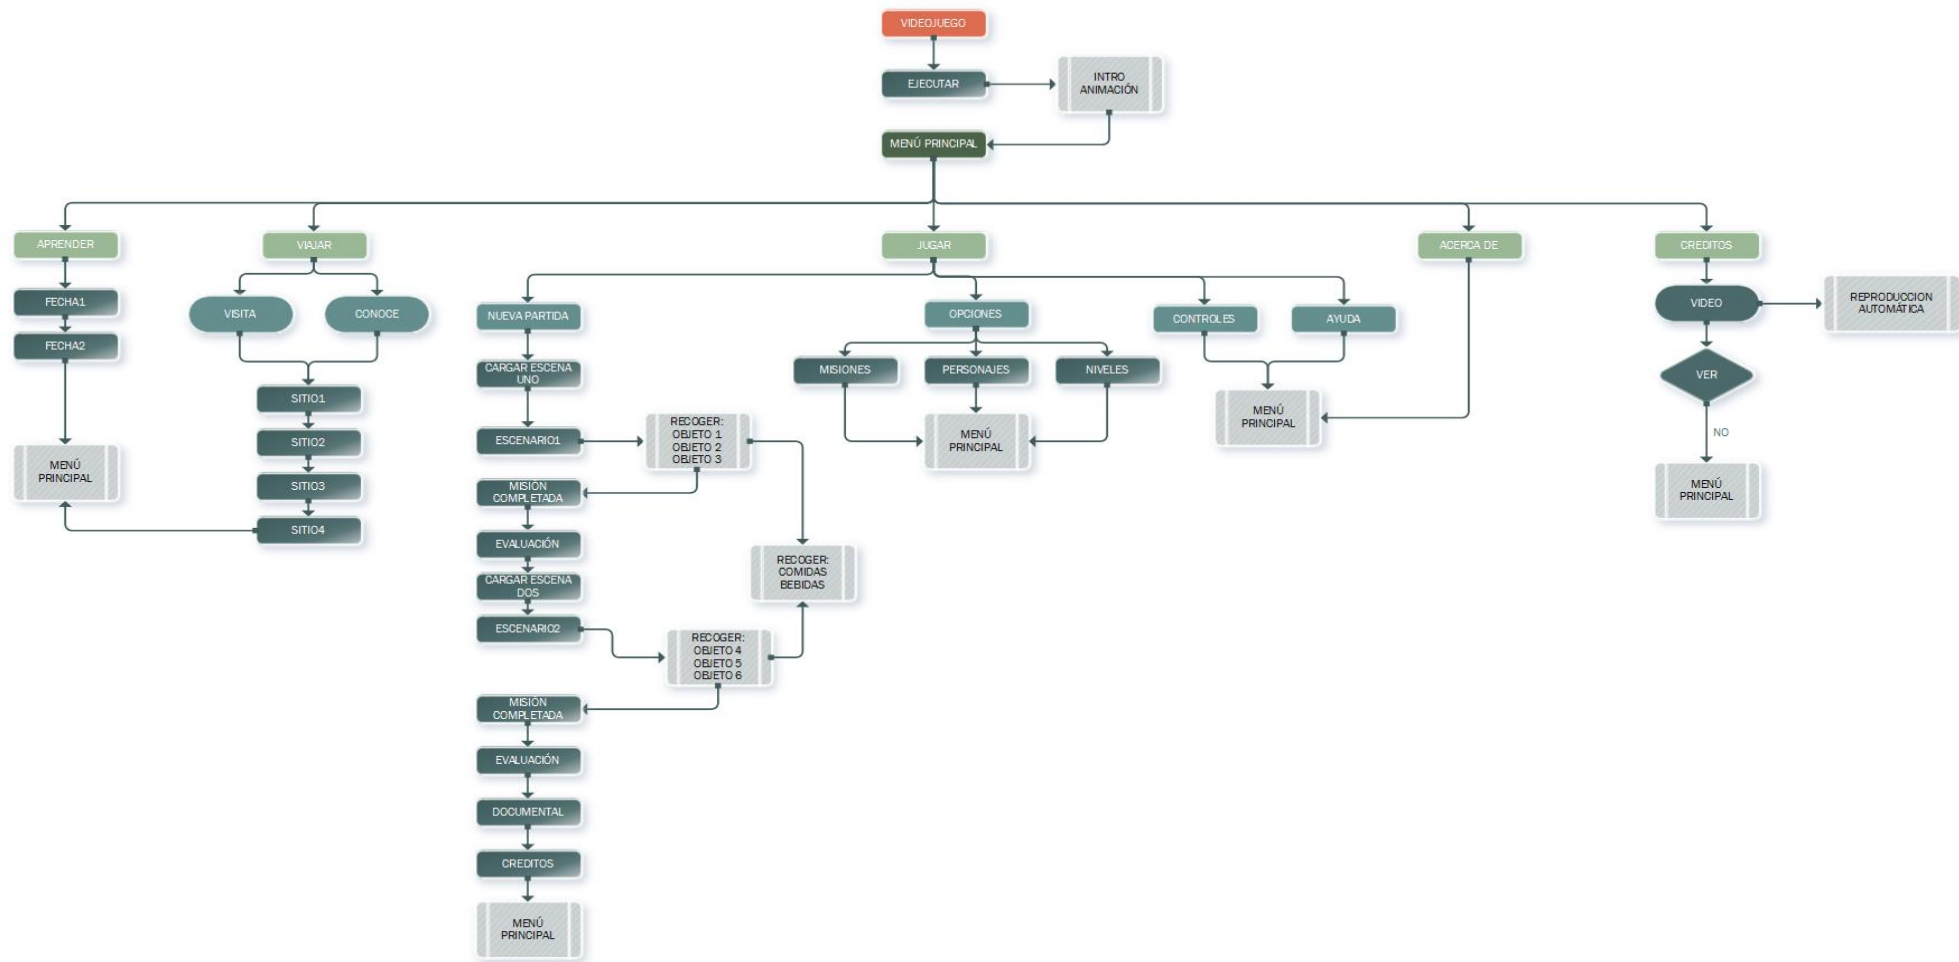 VIDEOJUEGO
EJECUTAR
INTRO
ANIMACIÓN
MENÚ PRINCIPAL
APRENDER
VIAJAR
JUGAR
ACERCA DE
CREDITOS
FECHA1
FECHA2
MENÚ
PRINCIPAL
VISITA
CONOCE
SITIO1
SITIO2
SITIO3
SITIO4
NUEVA PARTIDA
CARGAR ESCENA
UNO
ESCENARIO1
RECOGER:
OBJETO 1
OBJETO 2
OBJETO 3
MISIÓN
COMPLETADA
EVALUACIÓN
CARGAR ESCENA
DOS
ESCENARIO2
RECOGER:
COMIDAS
BEBIDAS
RECOGER:
OBJETO 4
OBJETO 5
OBJETO 6
MISIÓN
COMPLETADA
EVALUACIÓN
DOCUMENTAL
CREDITOS
MENÚ
PRINCIPAL
OPCIONES
MISIONES
PERSONAJES
NIVELES
MENÚ
PRINCIPAL
CONTROLES
AYUDA
MENÚ
PRINCIPAL
VIDEO
REPRODUCCION
AUTOMÁTICA
VER
NO
MENÚ
PRINCIPAL